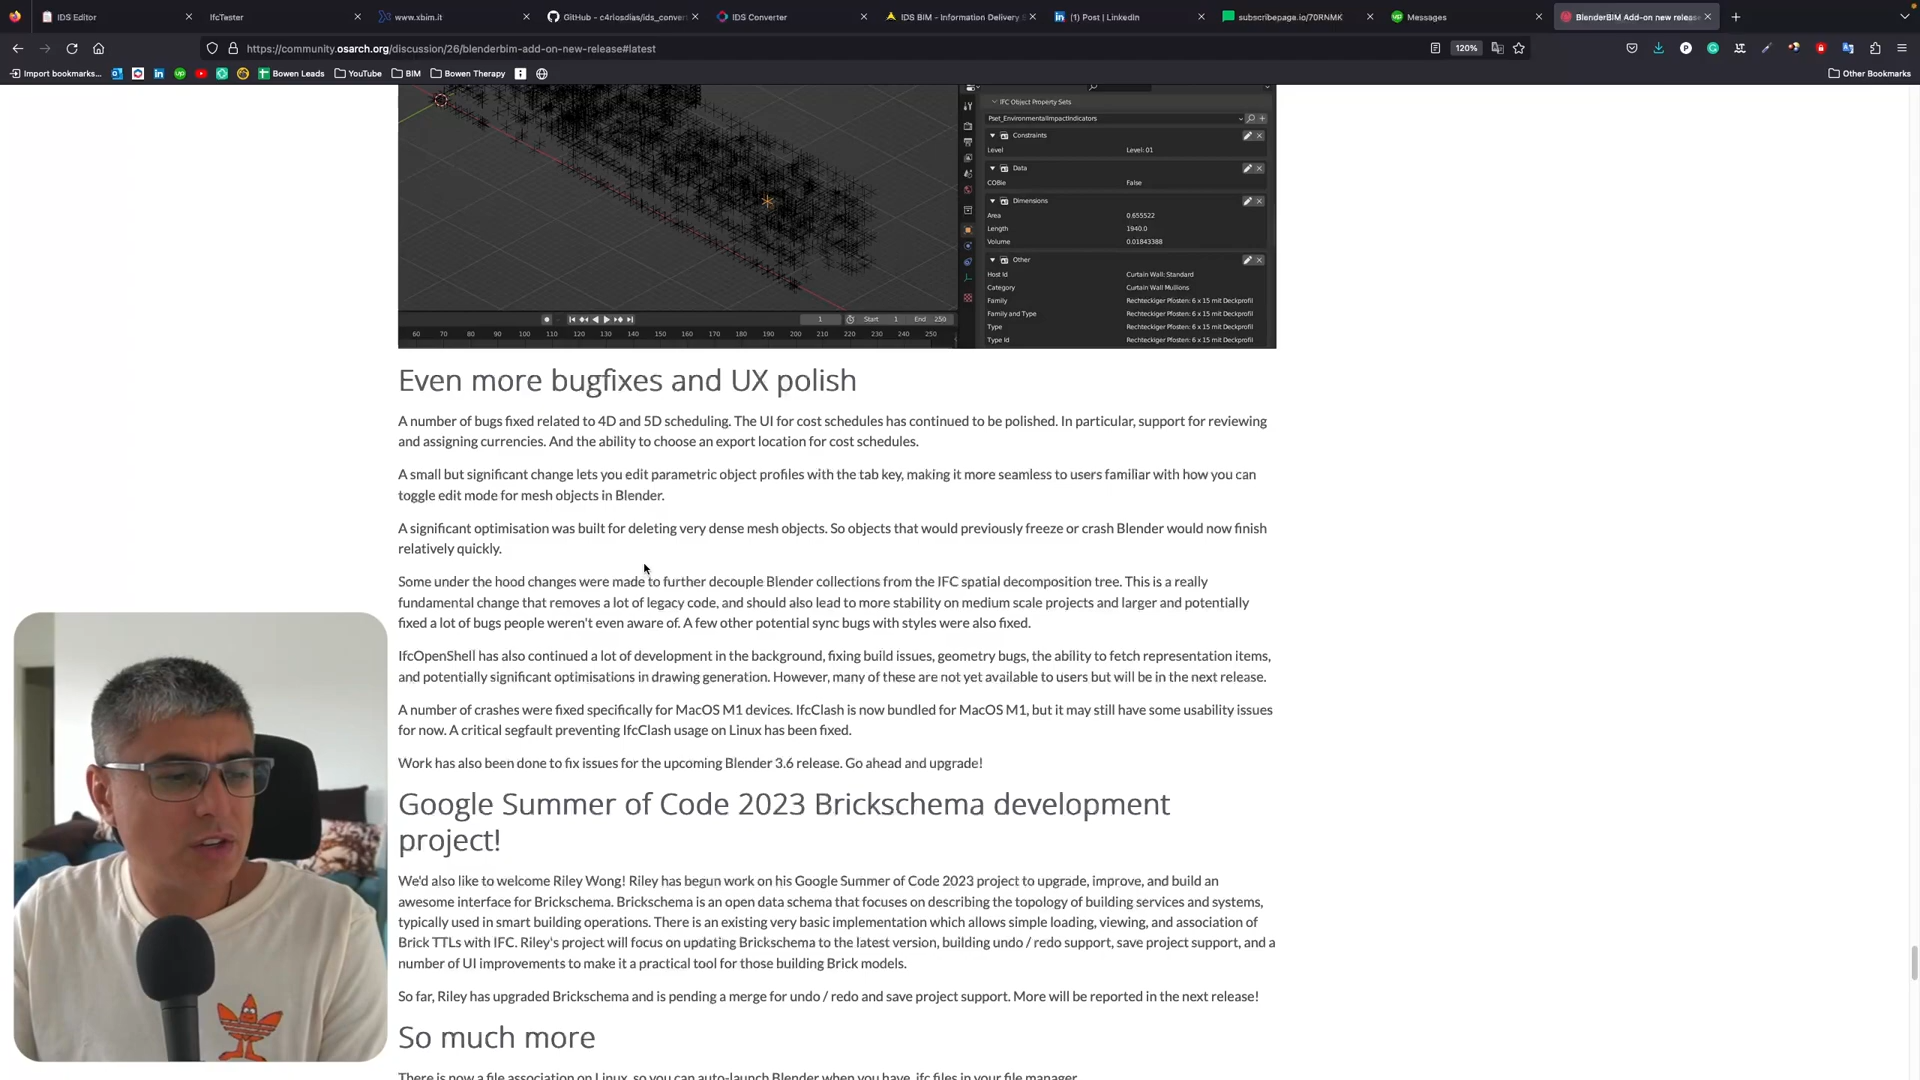 IDS Editor
IfcTester
www.xbim.it
GitHub - c4rlosdias/ids_convert
IDS Converter
IDS BIM - Information Delivery S
(1) Post | LinkedIn
subscribepage.io/70RNMK
Messages
BlenderBIM Add-on new release
https://community.osarch.org/discussion/26/blenderbim-add-on-new-release#latest
120%
Import bookmarks...
Bowen Leads
YouTube
BIM
Bowen Therapy
Other Bookmarks
IFC Object Property Sets
Pset_EnvironmentalImpactIndicators
Constraints
Level Level: 01
Data
COBie False
Dimensions
Area 0.655522
Length 1940.0
Volume 0.01843388
Other
Host Id Curtain Wall: Standard
Category Curtain Wall Mullions
Family Rechteckiger Pfosten: 6 x 15 mit Deckprofil
Family and Type Rechteckiger Pfosten: 6 x 15 mit Deckprofil
Type Rechteckiger Pfosten: 6 x 15 mit Deckprofil
Type Id Rechteckiger Pfosten: 6 x 15 mit Deckprofil
1 Start 1 End 250
60 70 80 90 100 110 120 130 140 150 160 170 180 190 200 210 220 230 240 250
Even more bugfixes and UX polish
A number of bugs fixed related to 4D and 5D scheduling. The UI for cost schedules has continued to be polished. In particular, support for reviewing
and assigning currencies. And the ability to choose an export location for cost schedules.
A small but significant change lets you edit parametric object profiles with the tab key, making it more seamless to users familiar with how you can
toggle edit mode for mesh objects in Blender.
A significant optimisation was built for deleting very dense mesh objects. So objects that would previously freeze or crash Blender would now finish
relatively quickly.
Some under the hood changes were made to further decouple Blender collections from the IFC spatial decomposition tree. This is a really
fundamental change that removes a lot of legacy code, and should also lead to more stability on medium scale projects and larger and potentially
fixed a lot of bugs people weren't even aware of. A few other potential sync bugs with styles were also fixed.
IfcOpenShell has also continued a lot of development in the background, fixing build issues, geometry bugs, the ability to fetch representation items,
and potentially significant optimisations in drawing generation. However, many of these are not yet available to users but will be in the next release.
A number of crashes were fixed specifically for MacOS M1 devices. IfcClash is now bundled for MacOS M1, but it may still have some usability issues
for now. A critical segfault preventing IfcClash usage on Linux has been fixed.
Work has also been done to fix issues for the upcoming Blender 3.6 release. Go ahead and upgrade!
Google Summer of Code 2023 Brickschema development
project!
We'd also like to welcome Riley Wong! Riley has begun work on his Google Summer of Code 2023 project to upgrade, improve, and build an
awesome interface for Brickschema. Brickschema is an open data schema that focuses on describing the topology of building services and systems,
typically used in smart building operations. There is an existing very basic implementation which allows simple loading, viewing, and association of
Brick TTLs with IFC. Riley's project will focus on updating Brickschema to the latest version, building undo / redo support, save project support, and a
number of UI improvements to make it a practical tool for those building Brick models.
So far, Riley has upgraded Brickschema and is pending a merge for undo / redo and save project support. More will be reported in the next release!
So much more
There is now a file association on Linux, so you can auto-launch Blender when you have .ifc files in your file manager.